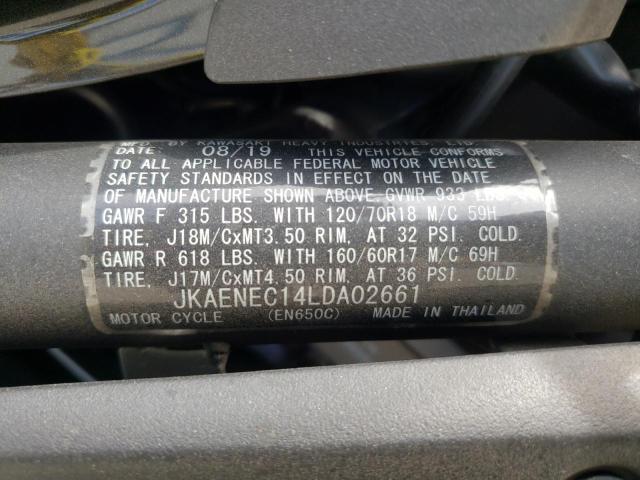 MFD. BY KAWASAKI HEAVY INDUSTRIES, LTD.
DATE: 08/19 THIS VEHICLE CONFORMS
TO ALL APPLICABLE FEDERAL MOTOR VEHICLE
SAFETY STANDARDS IN EFFECT ON THE DATE
OF MANUFACTURE SHOWN ABOVE. GVWR 933 LBS.
GAWR F 315 LBS. WITH 120/70R18 M/C 59H
TIRE, J18M/CxMT3.50 RIM, AT 32 PSI. COLD.
GAWR R 618 LBS. WITH 160/60R17 M/C 69H
TIRE, J17M/CxMT4.50 RIM, AT 36 PSI. COLD.
JKAENEC14LDA02661
MOTOR CYCLE (EN650C) MADE IN THAILAND